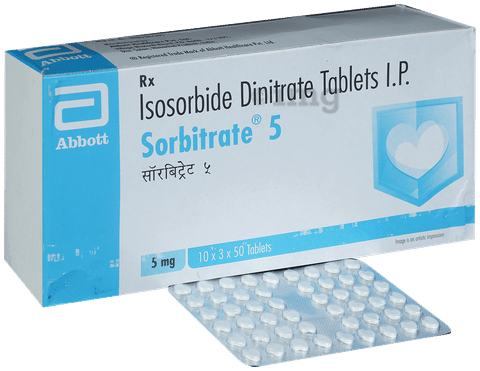 Abbott
® Registered Trade Mark of Abbott Healthcare Pvt. Ltd.
Abbott
Rx
Isosorbide Dinitrate Tablets I.P.
Sorbitrate® 5
सॉरबिट्रेट ५
5 mg
10 x 3 x 50 Tablets
Image is an artistic impression